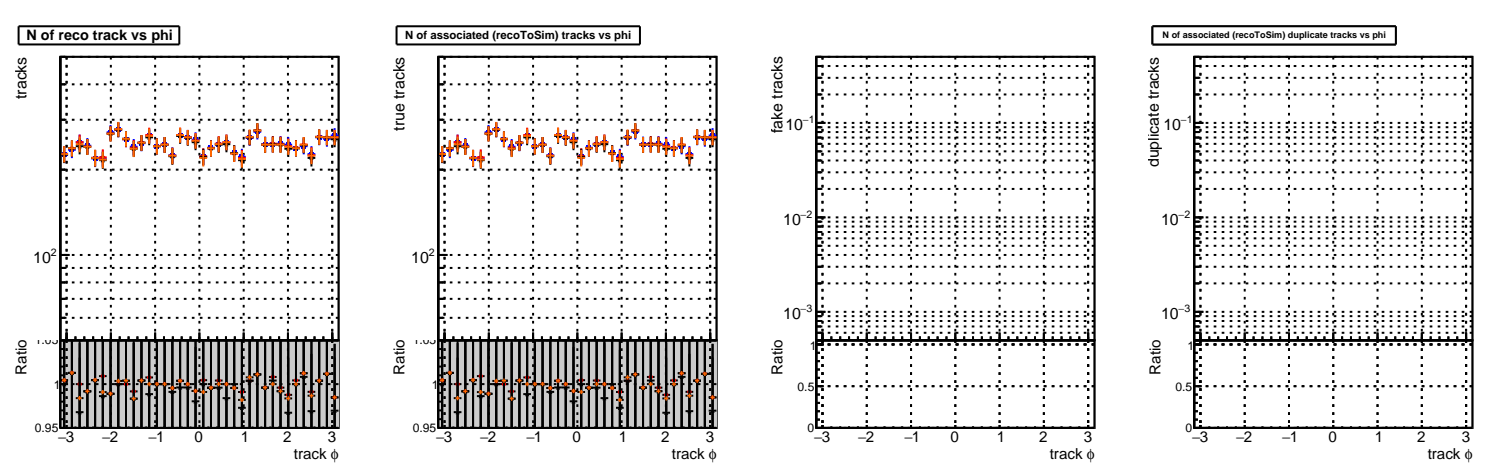 N of reco track vs phi
tracks
10²
Ratio
1.05
1
0.95
−3 −2 −1 0 1 2 3
track ϕ
N of associated (recoToSim) tracks vs phi
true tracks
10²
Ratio
1.05
1
0.95
−3 −2 −1 0 1 2 3
track ϕ
fake tracks
10⁻¹
10⁻²
10⁻³
Ratio
1
0.5
0
−3 −2 −1 0 1 2 3
track ϕ
N of associated (recoToSim) duplicate tracks vs phi
duplicate tracks
10⁻¹
10⁻²
10⁻³
Ratio
1
0.5
0
−3 −2 −1 0 1 2 3
track ϕ